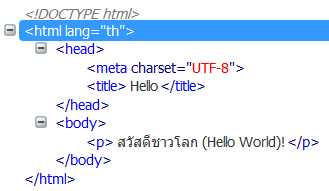 <!DOCTYPE html>
<html lang="th">
<head>
<meta charset="UTF-8">
<title> Hello </title>
</head>
<body>
<p> สวัสดีชาวโลก (Hello World)! </p>
</body>
</html>